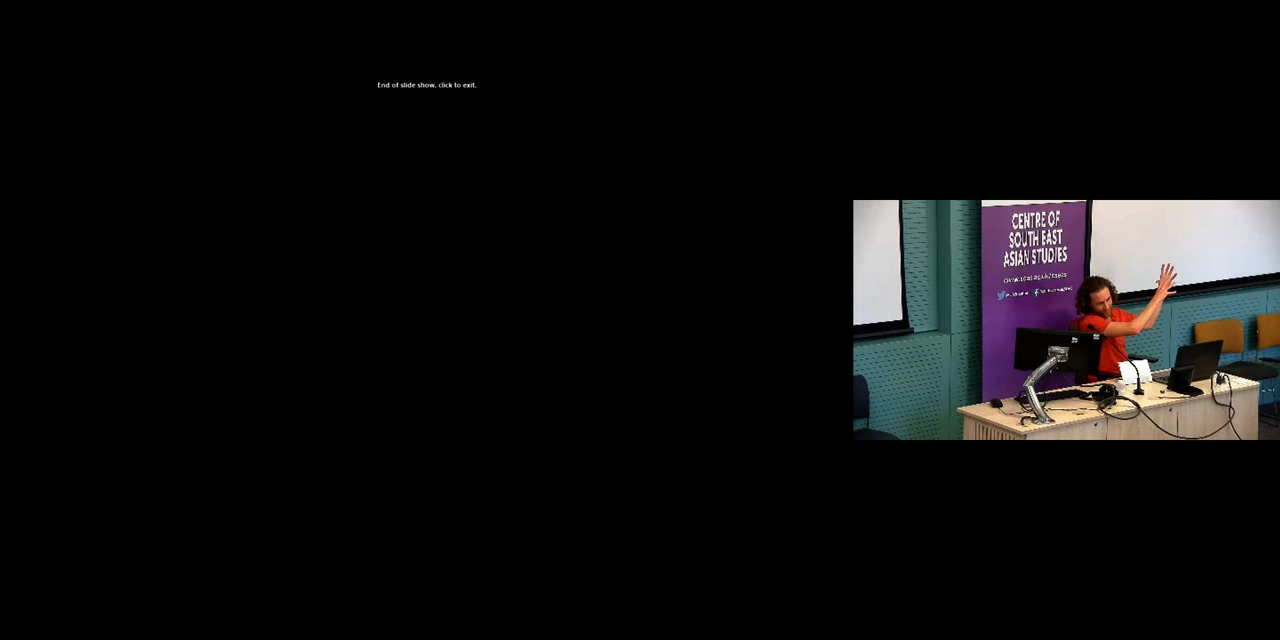 End of slide show, click to exit.
CENTRE OF
SOUTH EAST
ASIAN STUDIES